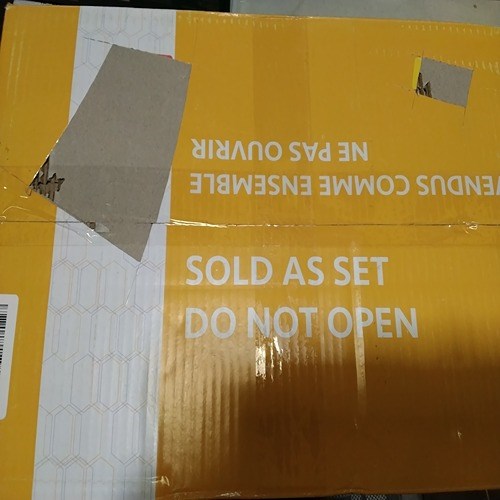 NE PAS OUVRIR
VENDUS COMME ENSEMBLE
SOLD AS SET
DO NOT OPEN